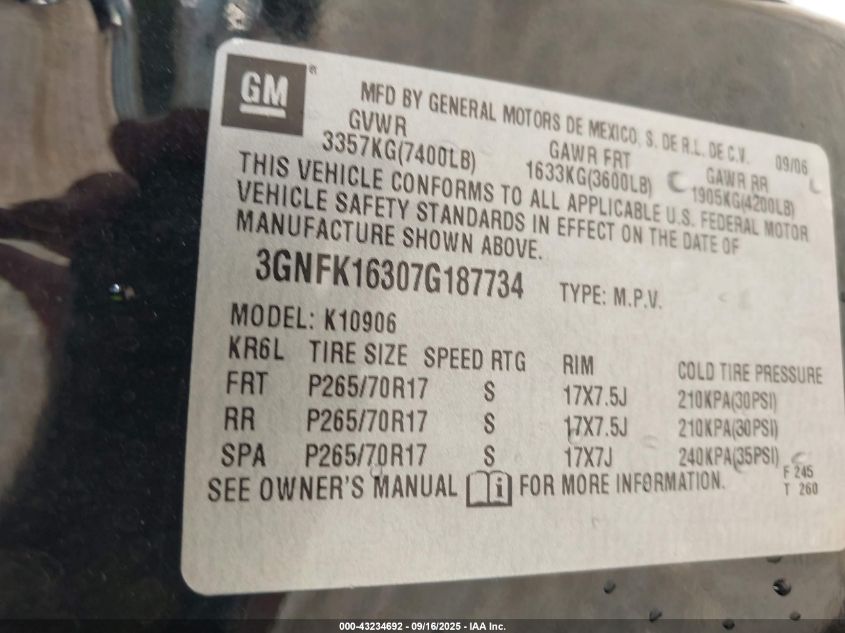 GM
MFD BY GENERAL MOTORS DE MEXICO, S. DE R.L. DE C.V. 09/06
GVWR GAWR FRT GAWR RR
3357KG(7400LB) 1633KG(3600LB) 1905KG(4200LB)
THIS VEHICLE CONFORMS TO ALL APPLICABLE U.S. FEDERAL MOTOR
VEHICLE SAFETY STANDARDS IN EFFECT ON THE DATE OF
MANUFACTURE SHOWN ABOVE.
3GNFK16307G187734 TYPE: M.P.V.
MODEL: K10906
KR6L TIRE SIZE SPEED RTG RIM COLD TIRE PRESSURE
FRT P265/70R17 S 17X7.5J 210KPA(30PSI)
RR P265/70R17 S 17X7.5J 210KPA(30PSI)
SPA P265/70R17 S 17X7J 240KPA(35PSI)
SEE OWNER'S MANUAL i FOR MORE INFORMATION.
F 245
T 260
000-43234692 - 09/16/2025 - IAA Inc.